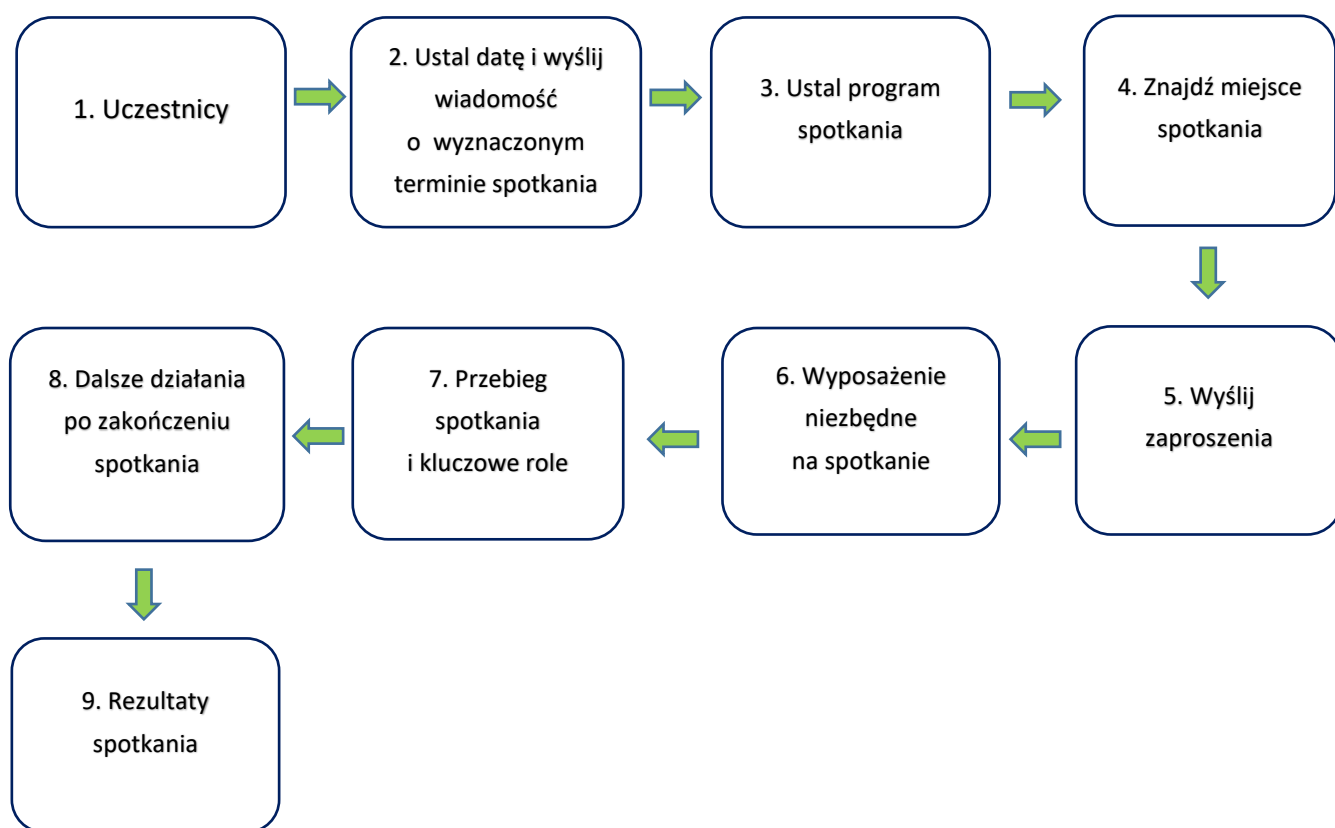 1. Uczestnicy
2. Ustal datę i wyślij
wiadomość
o wyznaczonym
terminie spotkania
3. Ustal program
spotkania
4. Znajdź miejsce
spotkania
5. Wyślij
zaproszenia
6. Wyposażenie
niezbędne
na spotkanie
7. Przebieg
spotkania
i kluczowe role
8. Dalsze działania
po zakończeniu
spotkania
9. Rezultaty
spotkania